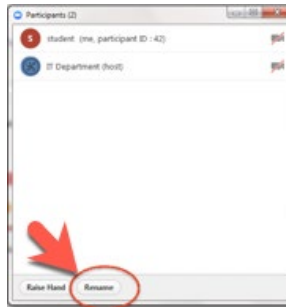 Participants (2)
S
student (me, participant ID : 42)
IT Department (host)
Raise Hand Rename